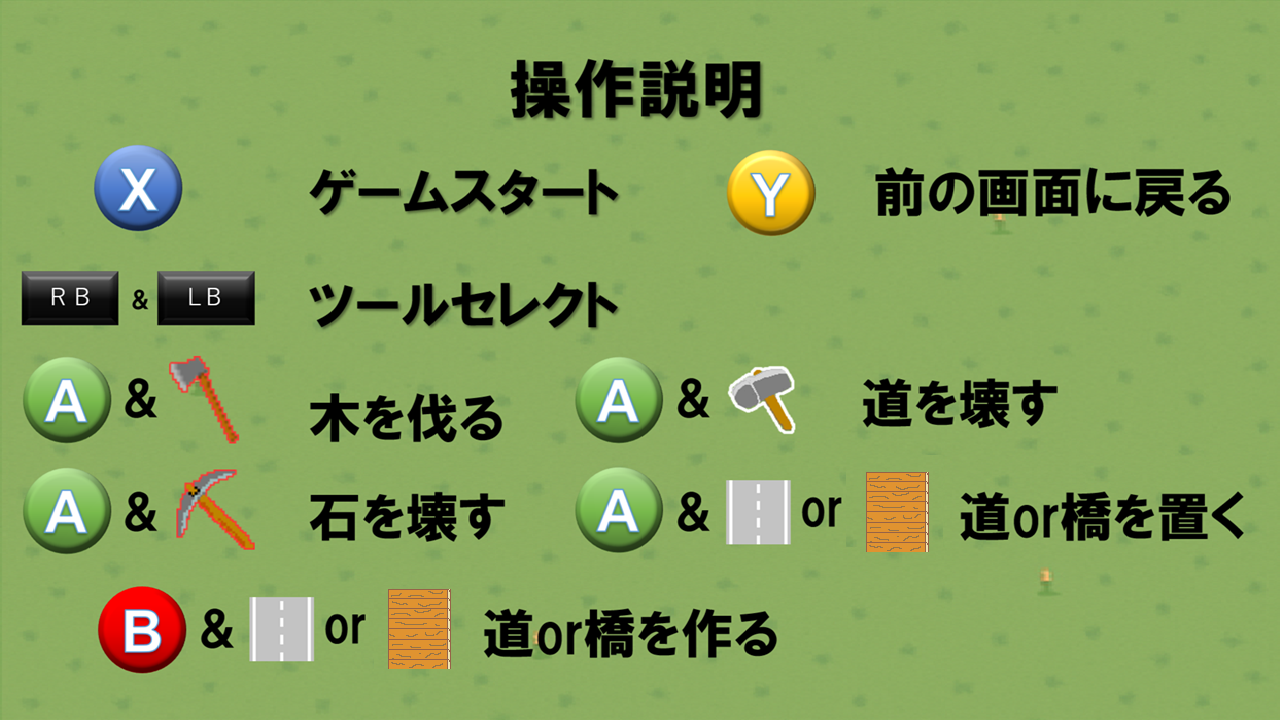 操作説明
X ゲームスタート Y 前の画面に戻る
RB & LB ツールセレクト
A & 木を伐る A & 道を壊す
A & 石を壊す A & or 道or橋を置く
B & or 道or橋を作る